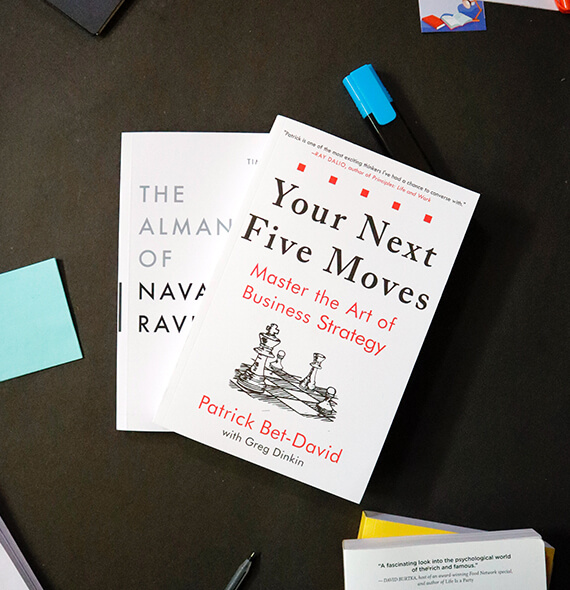 "Patrick is one of the most exciting thinkers I've had a chance to converse with."
—RAY DALIO, author of Principles: Life and Work
Your Next
Five Moves
Master the Art of
Business Strategy
Patrick Bet-David
with Greg Dinkin
TI
THE
ALMAN
OF
NAVA
RAVI
"A fascinating look into the psychological world
of the rich and famous."
— DAVID BURTKA, host of an award-winning Food Network special,
and author of Life Is a Party